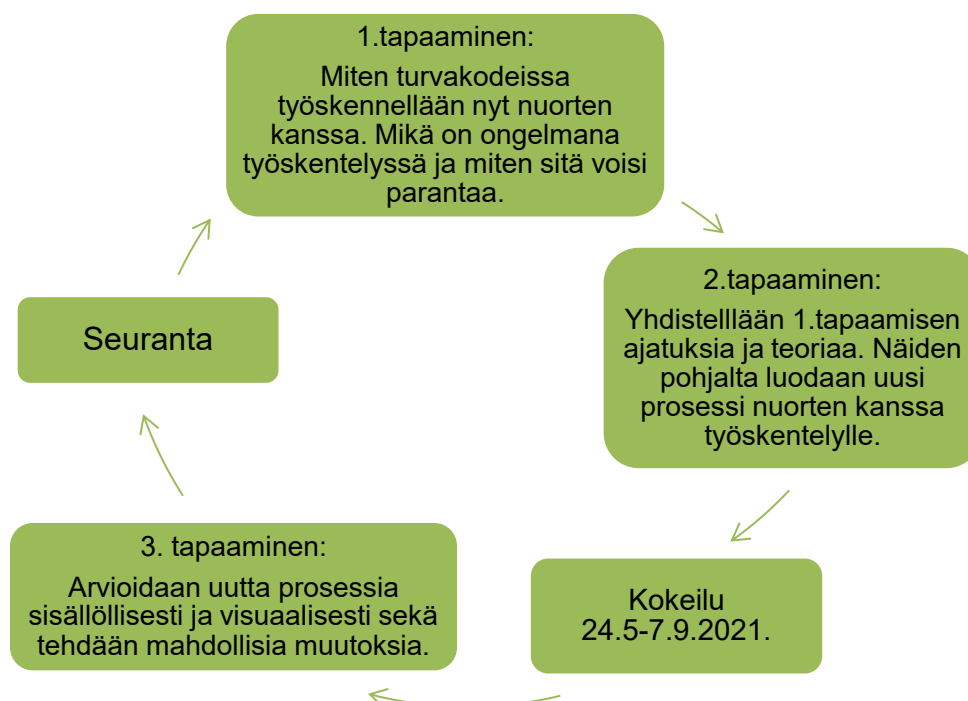 1.tapaaminen:
Miten turvakodeissa
työskennellään nyt nuorten
kanssa. Mikä on ongelmana
työskentelyssä ja miten sitä voisi
parantaa.
2.tapaaminen:
Yhdistelllään 1.tapaamisen
ajatuksia ja teoriaa. Näiden
pohjalta luodaan uusi
prosessi nuorten kanssa
työskentelylle.
Kokeilu
24.5-7.9.2021.
3. tapaaminen:
Arvioidaan uutta prosessia
sisällöllisesti ja visuaalisesti sekä
tehdään mahdollisia muutoksia.
Seuranta